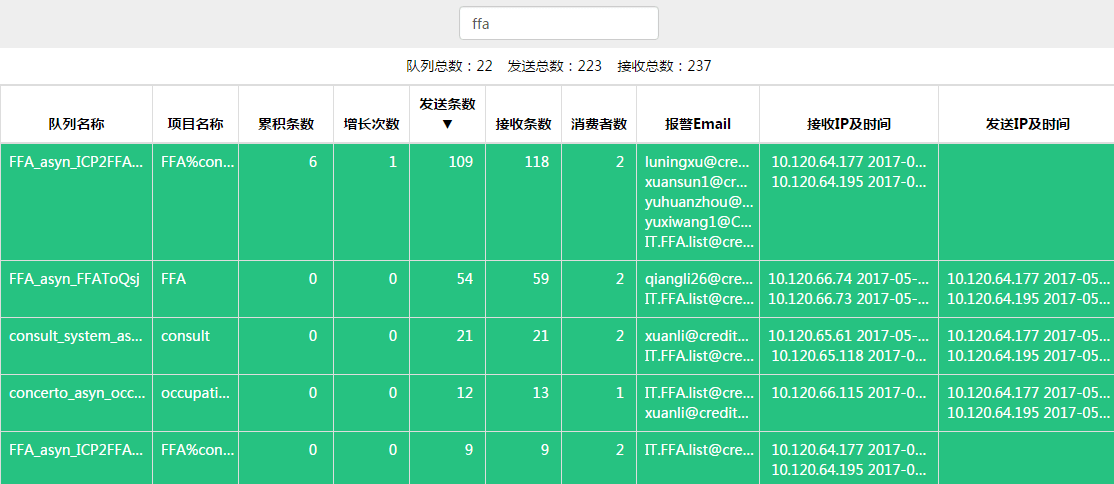 ffa
队列总数：22 发送总数：223 接收总数：237
队列名称 项目名称 累积条数 增长次数 发送条数 ▼ 接收条数 消费者数 报警Email 接收IP及时间 发送IP及时间
FFA_asyn_ICP2FFA... FFA%con... 6 1 109 118 2 luningxu@cre... 10.120.64.177 2017-0...
xuansun1@cr... 10.120.64.195 2017-0...
yuhuanzhou@...
yuxiwang1@C...
IT.FFA.list@cre...
FFA_asyn_FFAToQsj FFA 0 0 54 59 2 qiangli26@cre... 10.120.66.74 2017-05-... 10.120.64.177 2017-05...
IT.FFA.list@cre... 10.120.66.73 2017-05-... 10.120.64.195 2017-05...
consult_system_as... consult 0 0 21 21 2 xuanli@credit... 10.120.65.61 2017-05-... 10.120.64.177 2017-05...
IT.FFA.list@cre... 10.120.65.118 2017-0... 10.120.64.195 2017-05...
concerto_asyn_occ... occupati... 0 0 12 13 1 IT.FFA.list@cre... 10.120.66.115 2017-0... 10.120.64.177 2017-05...
xuanli@credit... 10.120.64.195 2017-05...
FFA_asyn_ICP2FFA... FFA%con... 0 0 9 9 2 IT.FFA.list@cre... 10.120.64.177 2017-0...
10.120.64.195 2017-0...